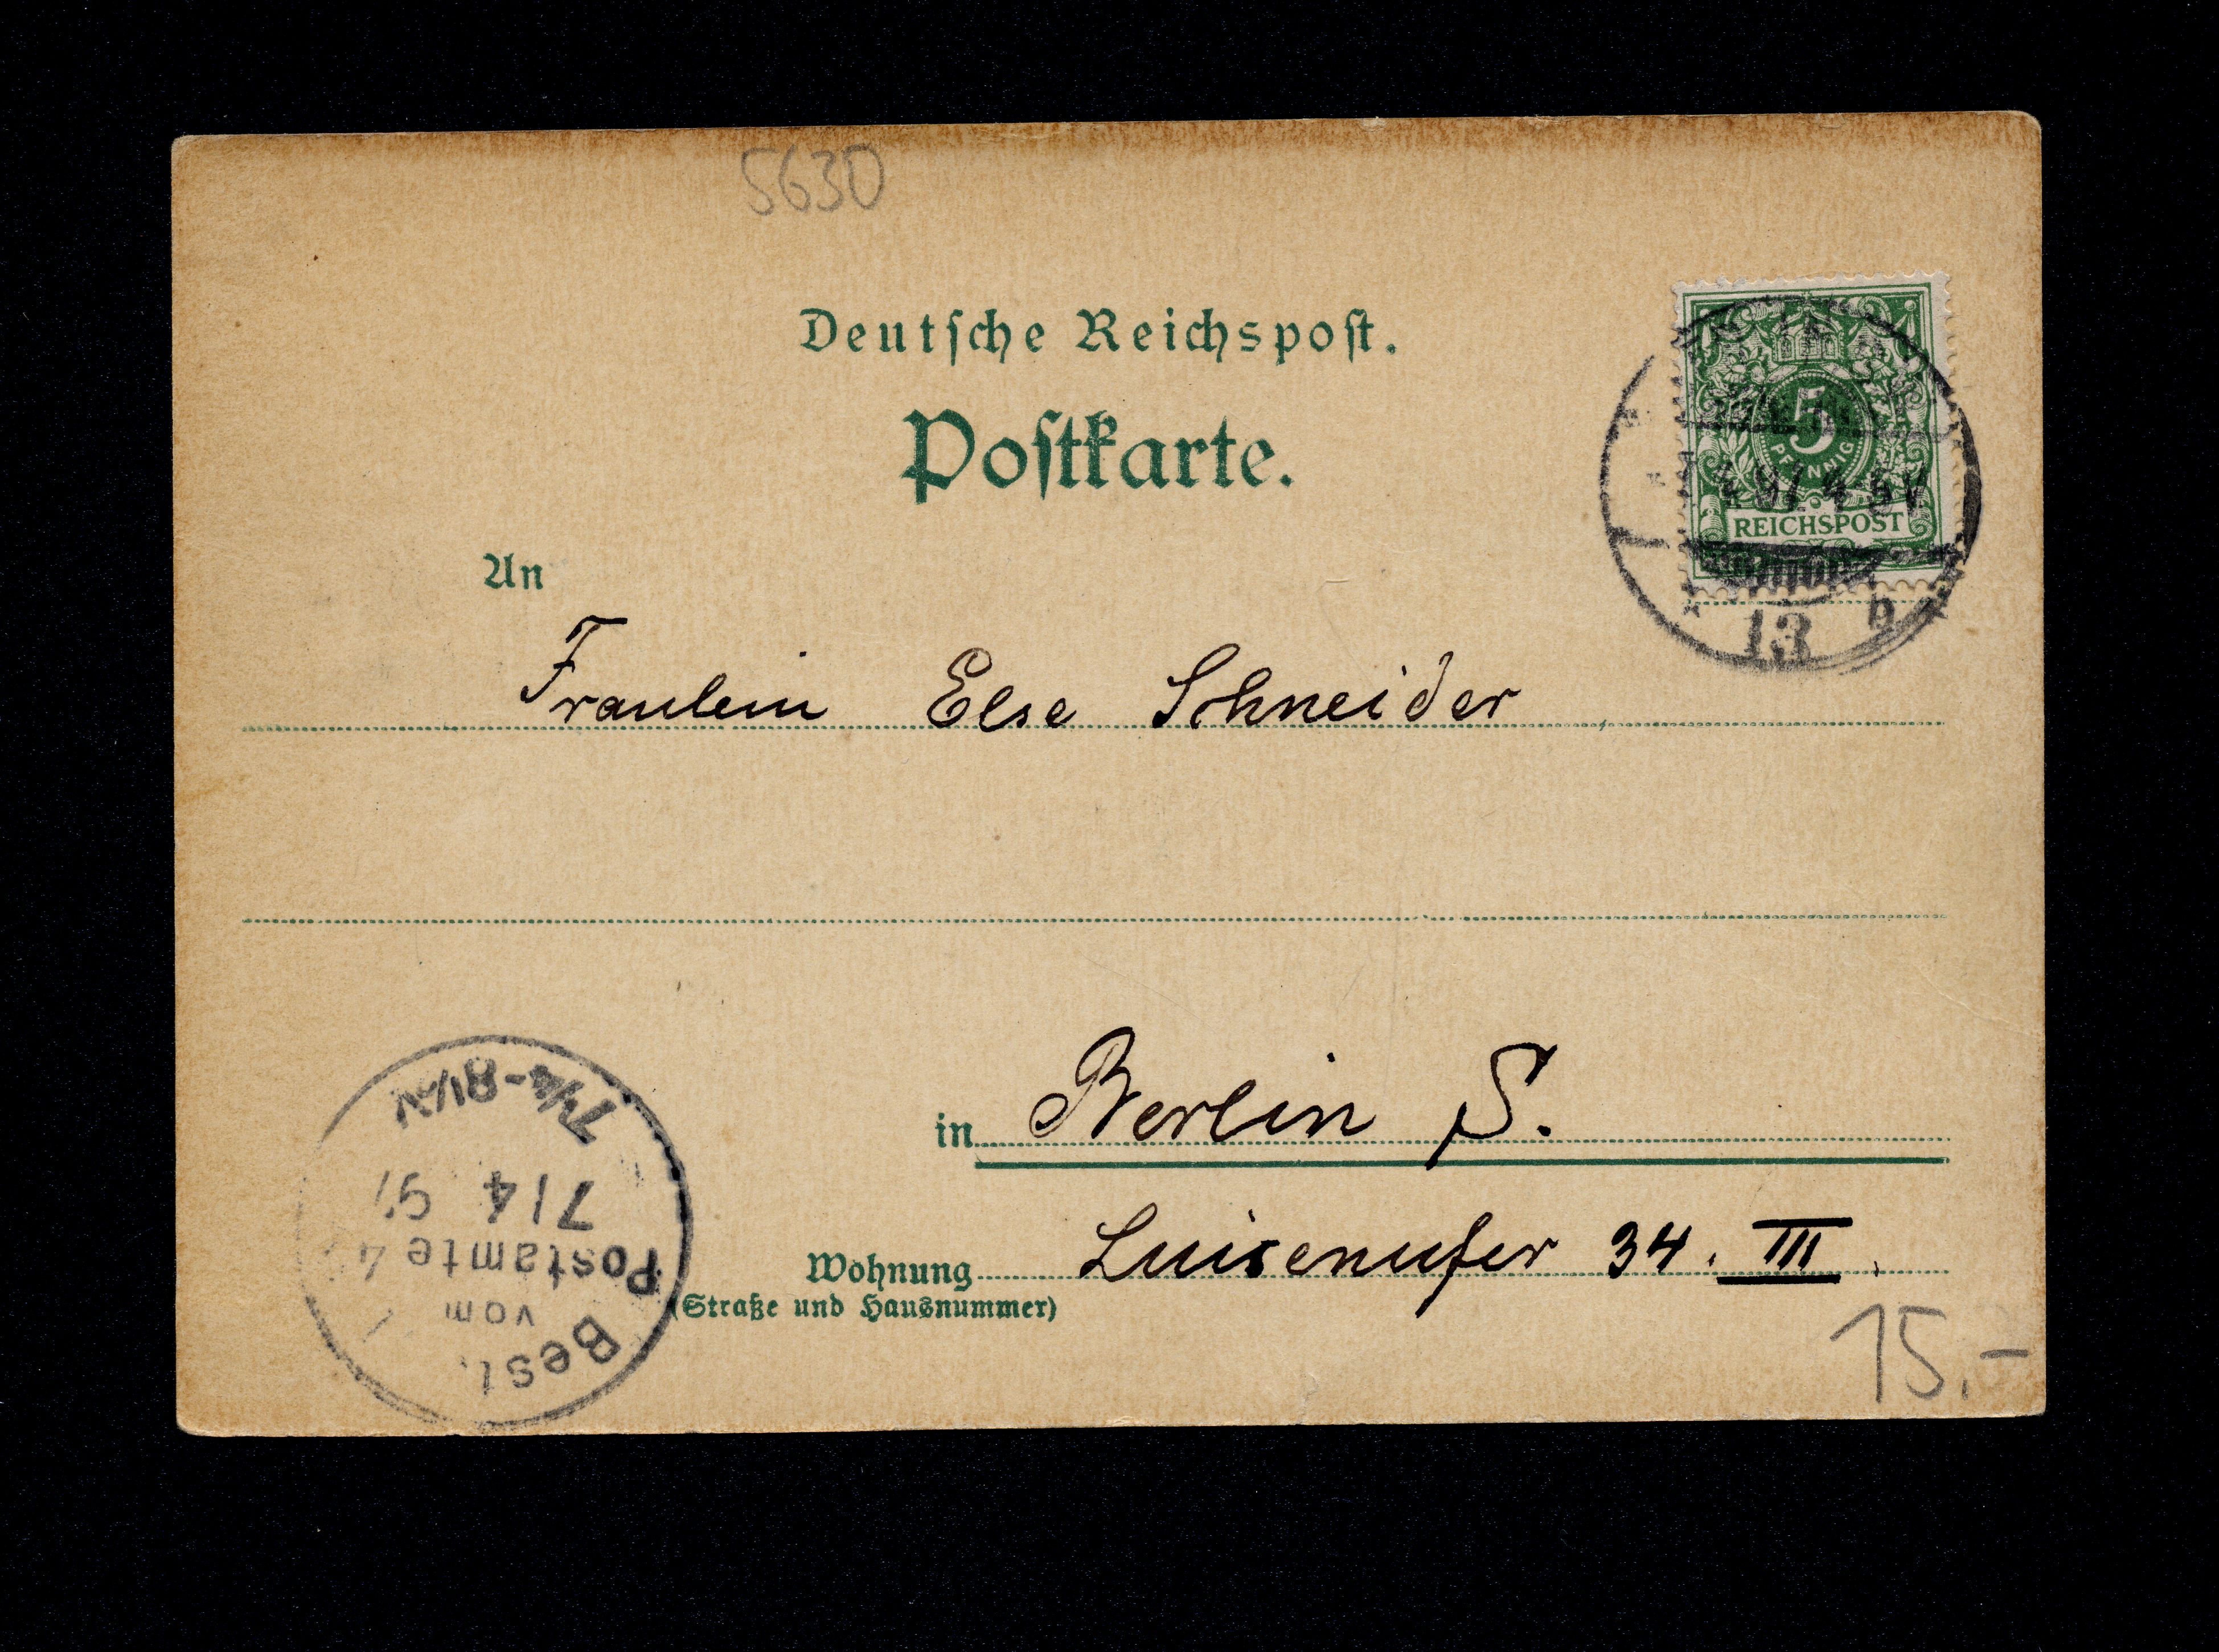 5630
Deutsche Reichspost.
Postkarte.
5
PFENNIG
REICHSPOST
13 b
An
Fraulein Else Schneider
in Berlin S.
Wohnung Luisenufer 34. III.
(Straße und Hausnummer)
15.-
Best.
vom
Postamte
7/4 97